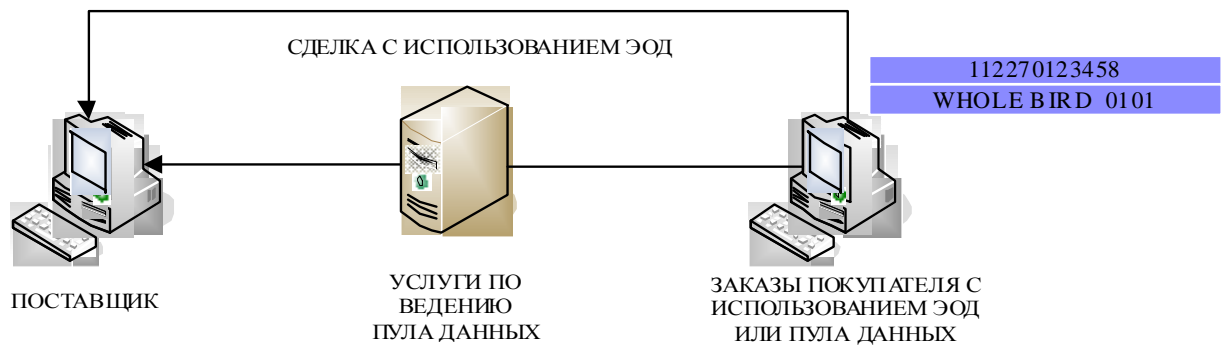 СДЕЛКА С ИСПОЛЬЗОВАНИЕМ ЭОД
112270123458
WHOLE BIRD 0101
ПОСТАВЩИК
УСЛУГИ ПО
ВЕДЕНИЮ
ПУЛА ДАННЫХ
ЗАКАЗЫ ПОКУПАТЕЛЯ С
ИСПОЛЬЗОВАНИЕМ ЭОД
ИЛИ ПУЛА ДАННЫХ